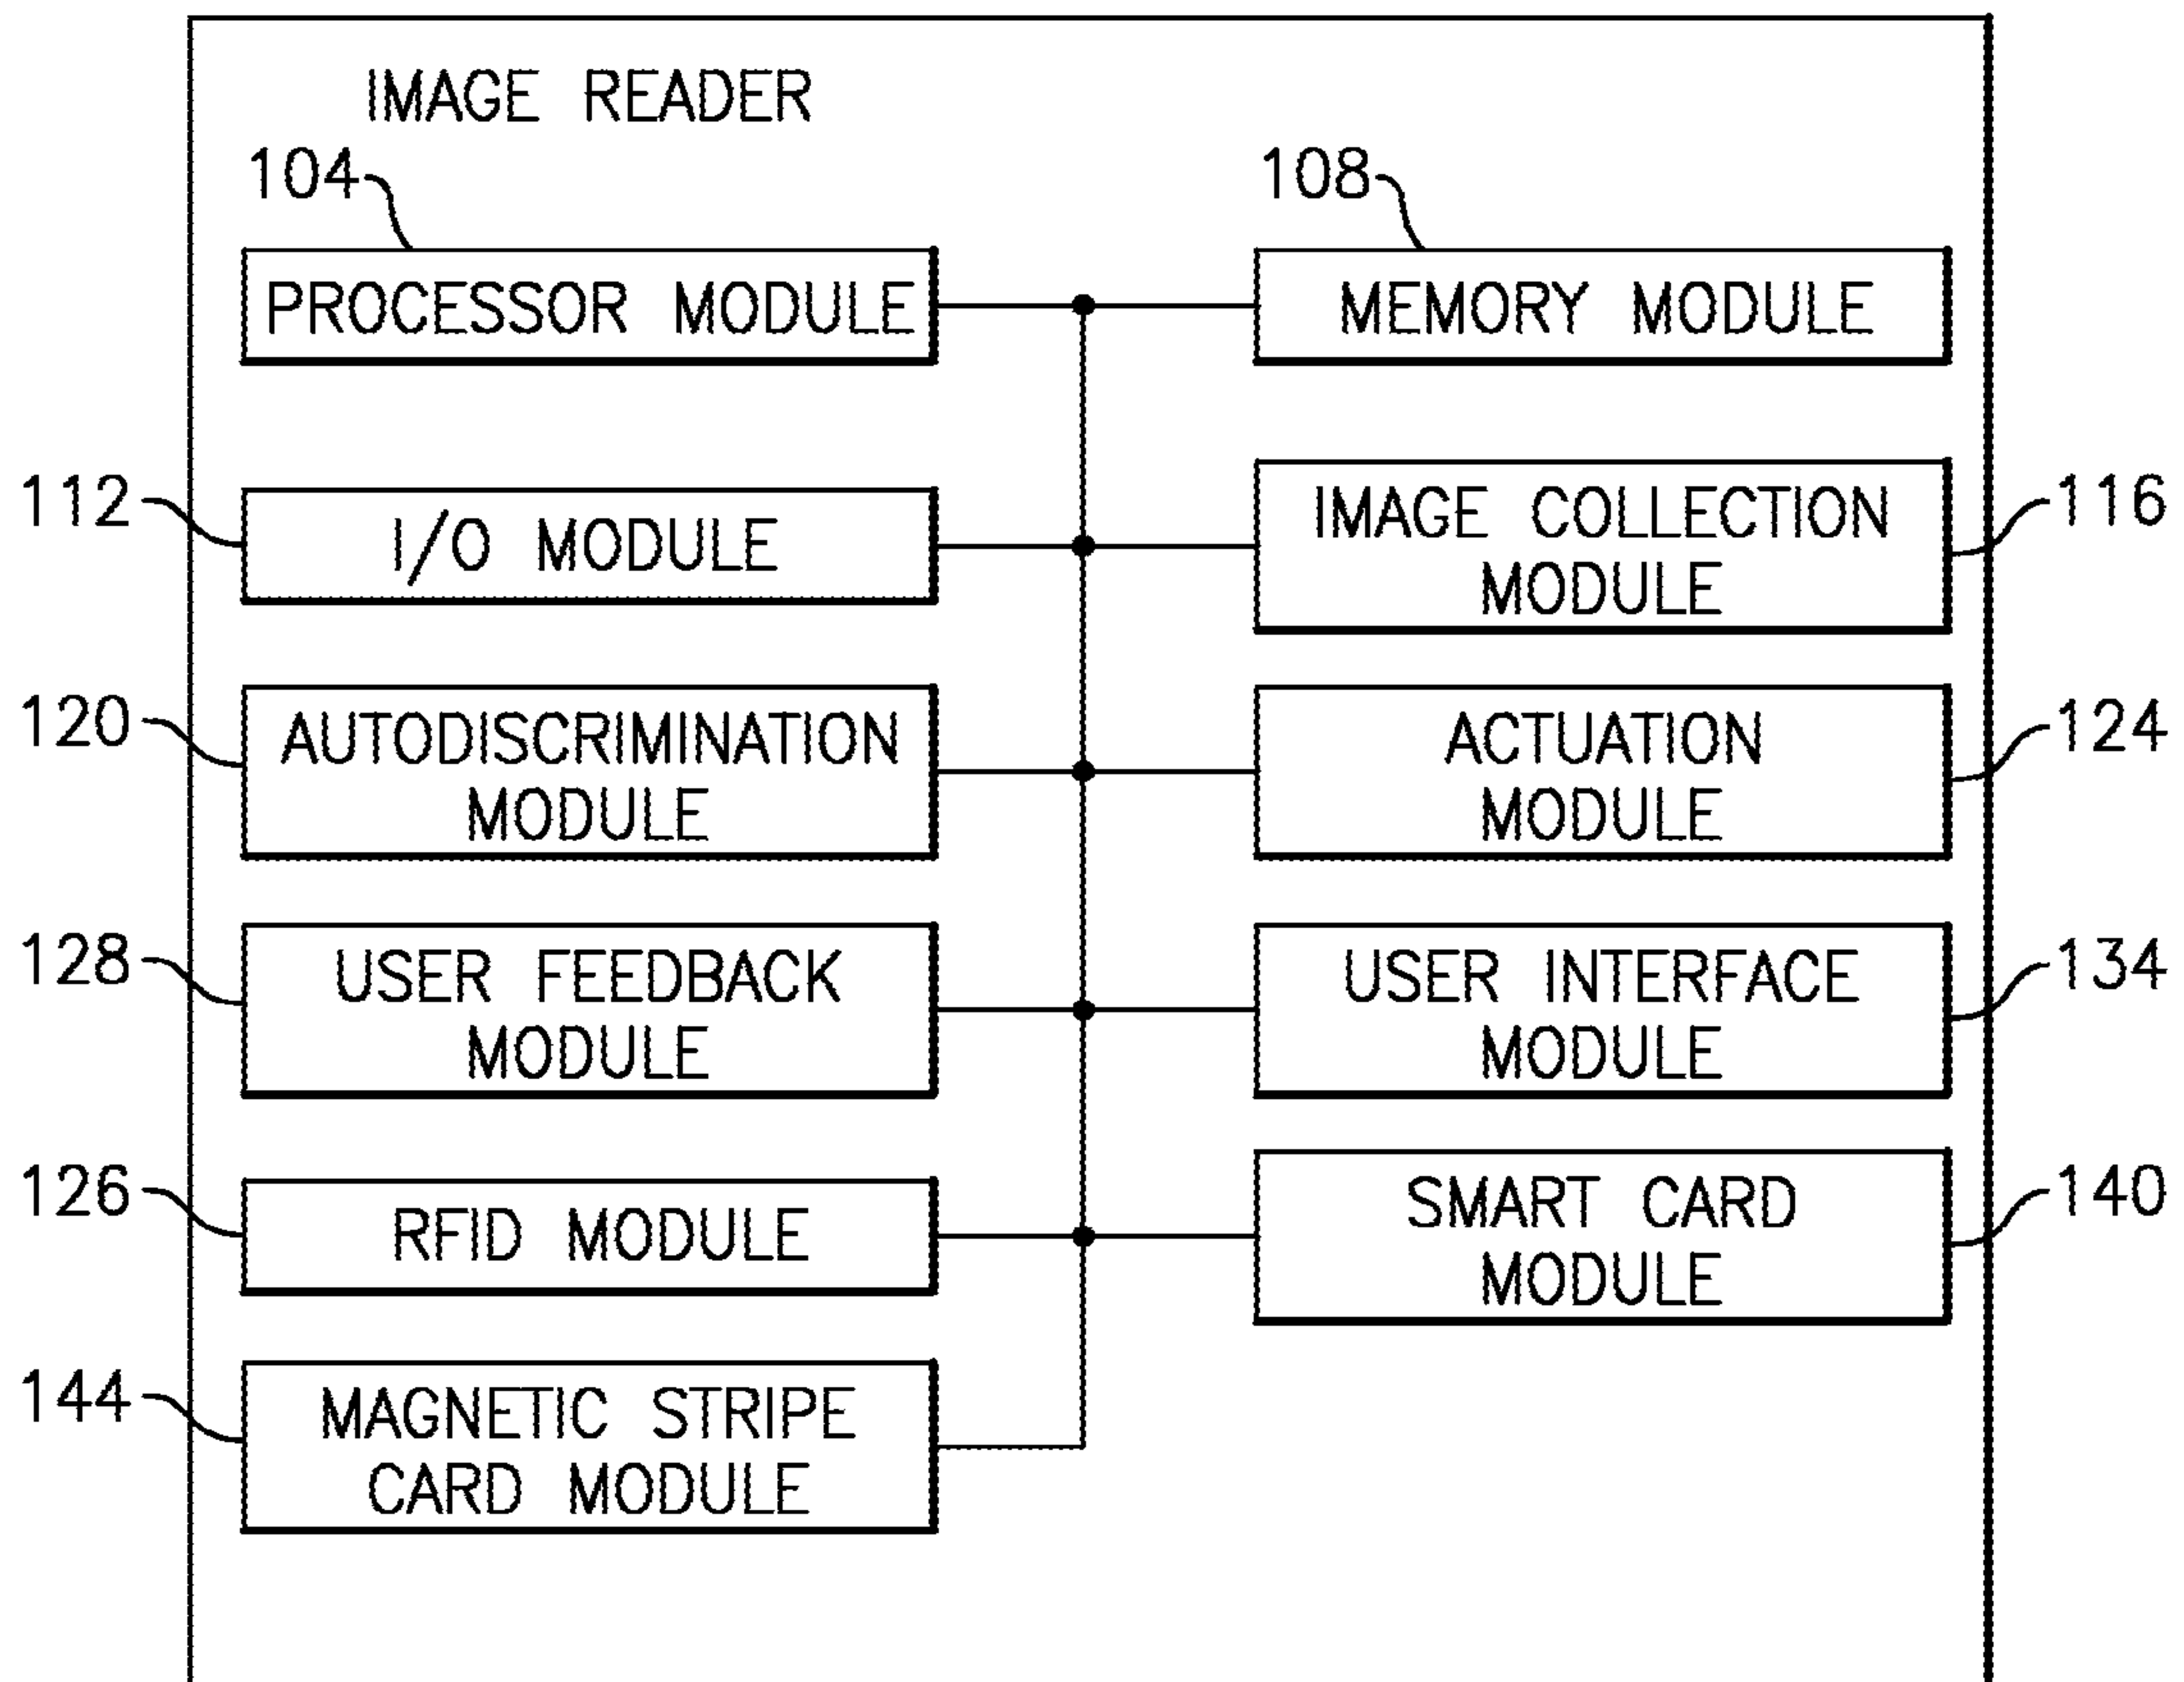 IMAGE READER
104
108
PROCESSOR MODULE
MEMORY MODULE
112
I/O MODULE
IMAGE COLLECTION
MODULE
116
120
AUTODISCRIMINATION
MODULE
ACTUATION
MODULE
124
128
USER FEEDBACK
MODULE
USER INTERFACE
MODULE
134
126
RFID MODULE
SMART CARD
MODULE
140
144
MAGNETIC STRIPE
CARD MODULE